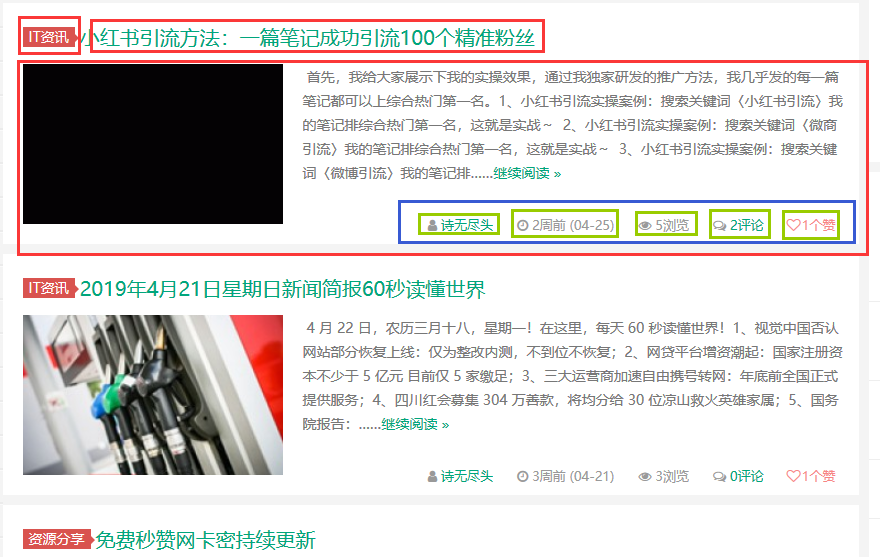 IT资讯 小红书引流方法：一篇笔记成功引流100个精准粉丝
首先，我给大家展示下我的实操效果，通过我独家研发的推广方法，我几乎发的每一篇
笔记都可以上综合热门第一名。1、小红书引流实操案例：搜索关键词〈小红书引流〉我
的笔记排综合热门第一名，这就是实战～ 2、小红书引流实操案例：搜索关键词〈微商
引流〉我的笔记排综合热门第一名，这就是实战～ 3、小红书引流实操案例：搜索关键
词〈微博引流〉我的笔记排......继续阅读 »
诗无尽头 2周前 (04-25) 5浏览 2评论 1个赞
IT资讯 2019年4月21日星期日新闻简报60秒读懂世界
4 月 22 日，农历三月十八，星期一！在这里，每天 60 秒读懂世界！1、视觉中国否认
网站部分恢复上线：仅为整改内测，不到位不恢复；2、网贷平台增资潮起：国家注册资
本不少于 5 亿元 目前仅 5 家缴足；3、三大运营商加速自由携号转网：年底前全国正式
提供服务；4、四川红会募集 304 万善款，将均分给 30 位凉山救火英雄家属；5、国务
院报告：......继续阅读 »
诗无尽头 3周前 (04-21) 3浏览 0评论 1个赞
资源分享 免费秒赞网卡密持续更新